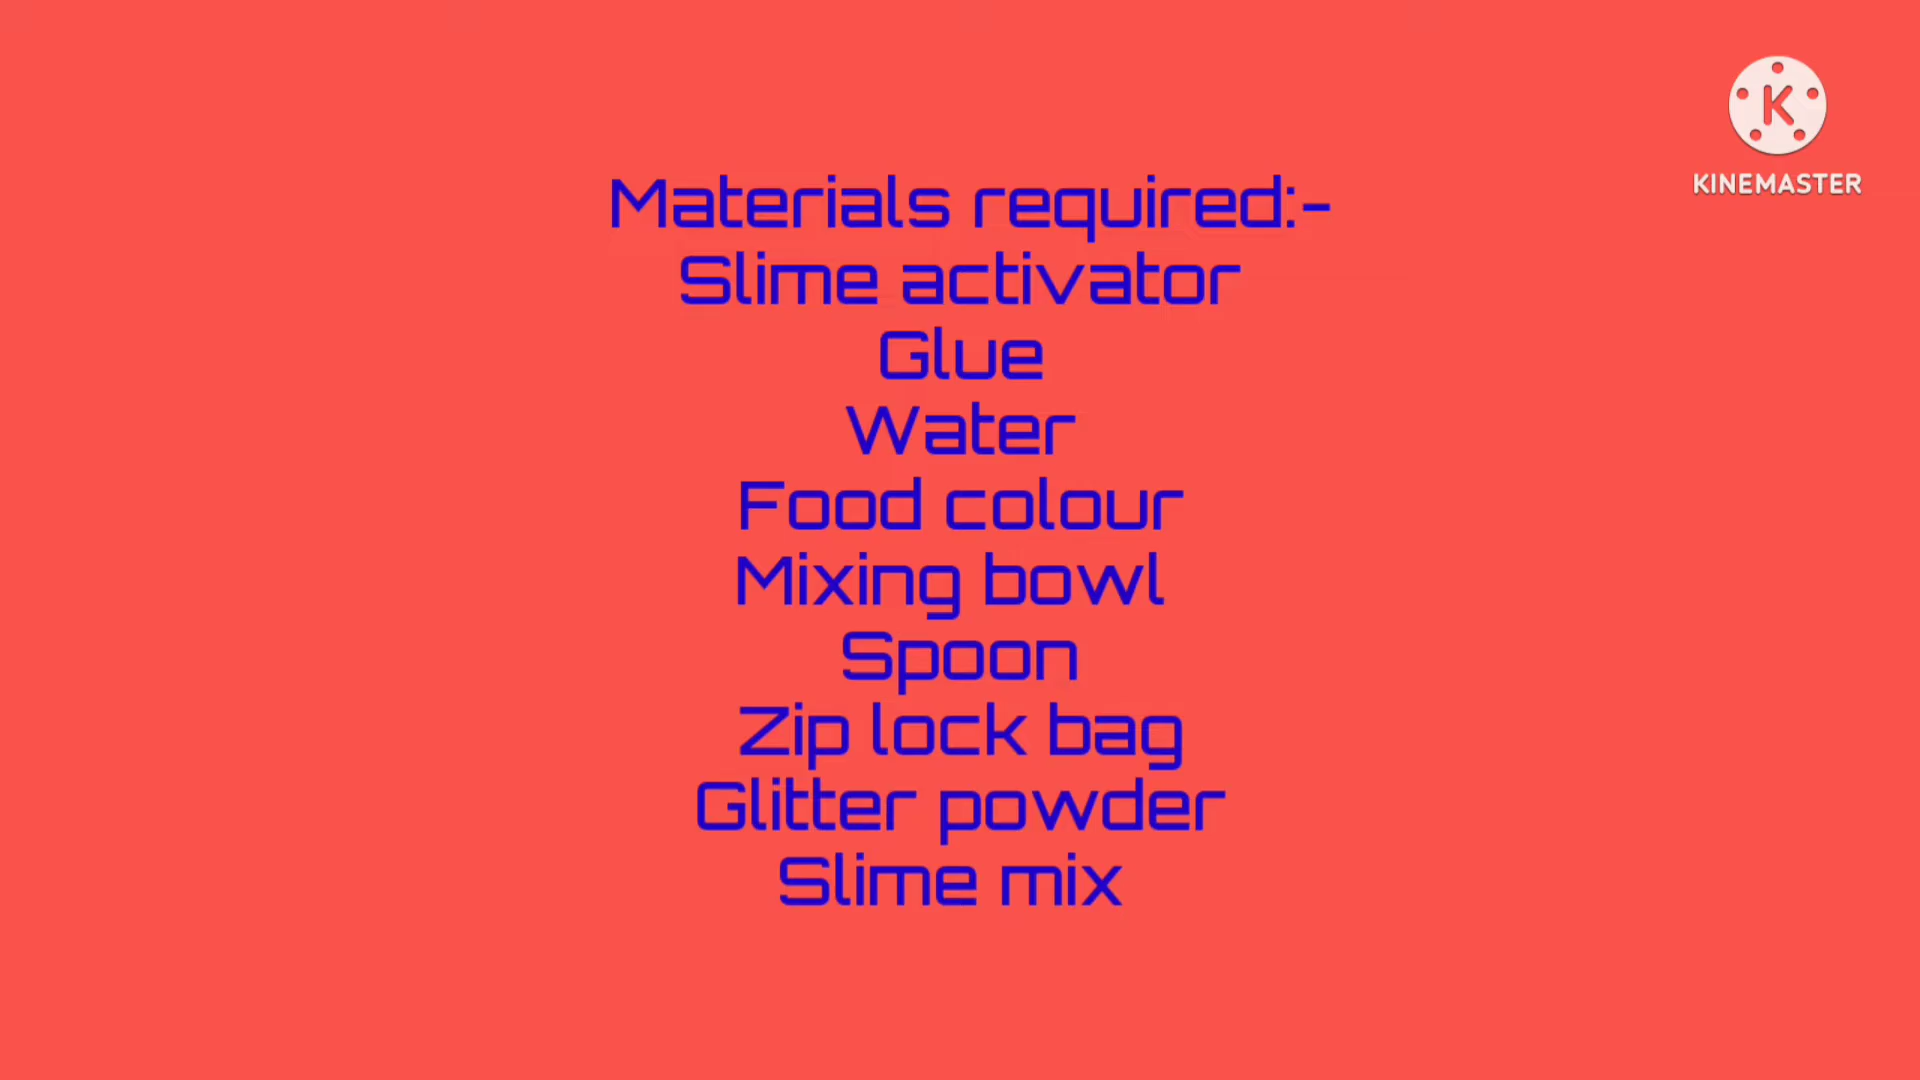 K
KINEMASTER
Materials required:-
Slime activator
Glue
Water
Food colour
Mixing bowl
Spoon
Zip lock bag
Glitter powder
Slime mix